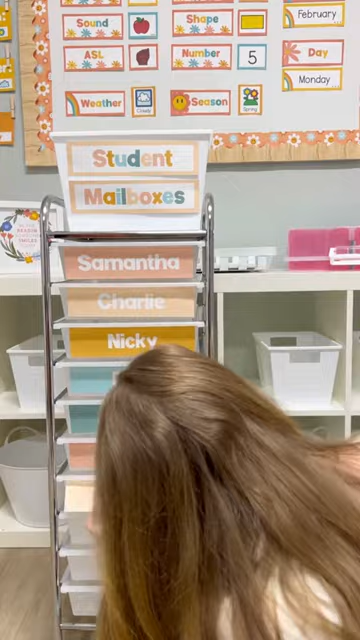 Sound
Shape
February
ASL
Number
5
Day
Monday
Weather
Cloudy
Season
Spring
Student
Mailboxes
Samantha
Charlie
Nicky